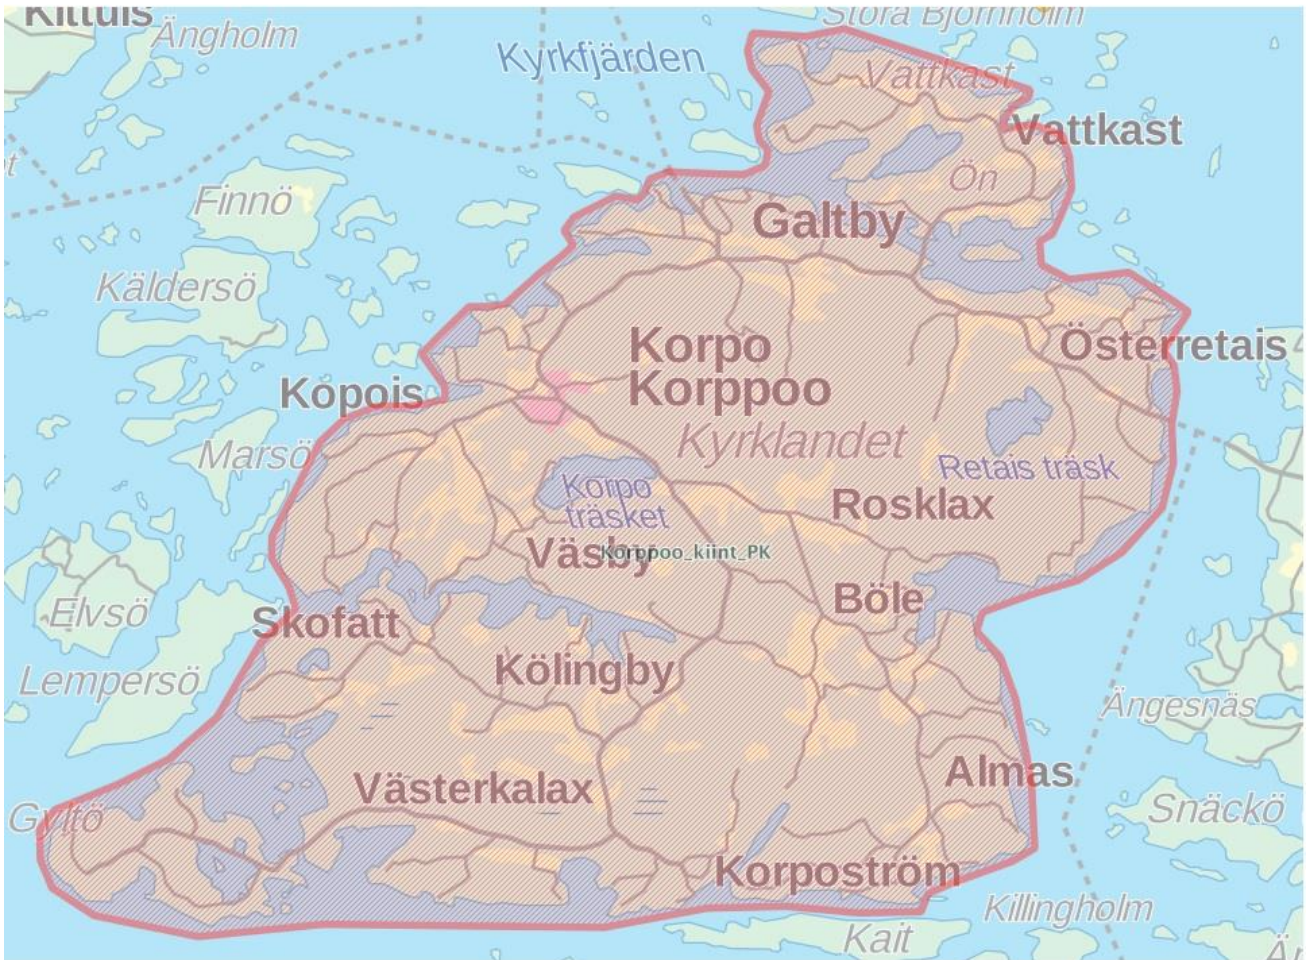 Kittuis
Ängholm
Stora Björnholm
Kyrkfjärden
Vattkast
Vattkast
Ön
Finnö
Galtby
Käldersö
Korpo
Korppoo
Österretais
Kopois
Kyrklandet
Marsö
Retais träsk
Korpo
träsket
Rosklax
Väsby
Korppoo_kiint_PK
Elvsö
Skofatt
Böle
Lempersö
Kölingby
Ängesnäs
Västerkalax
Almas
Gyltö
Snäckö
Korpoström
Killingholm
Kait